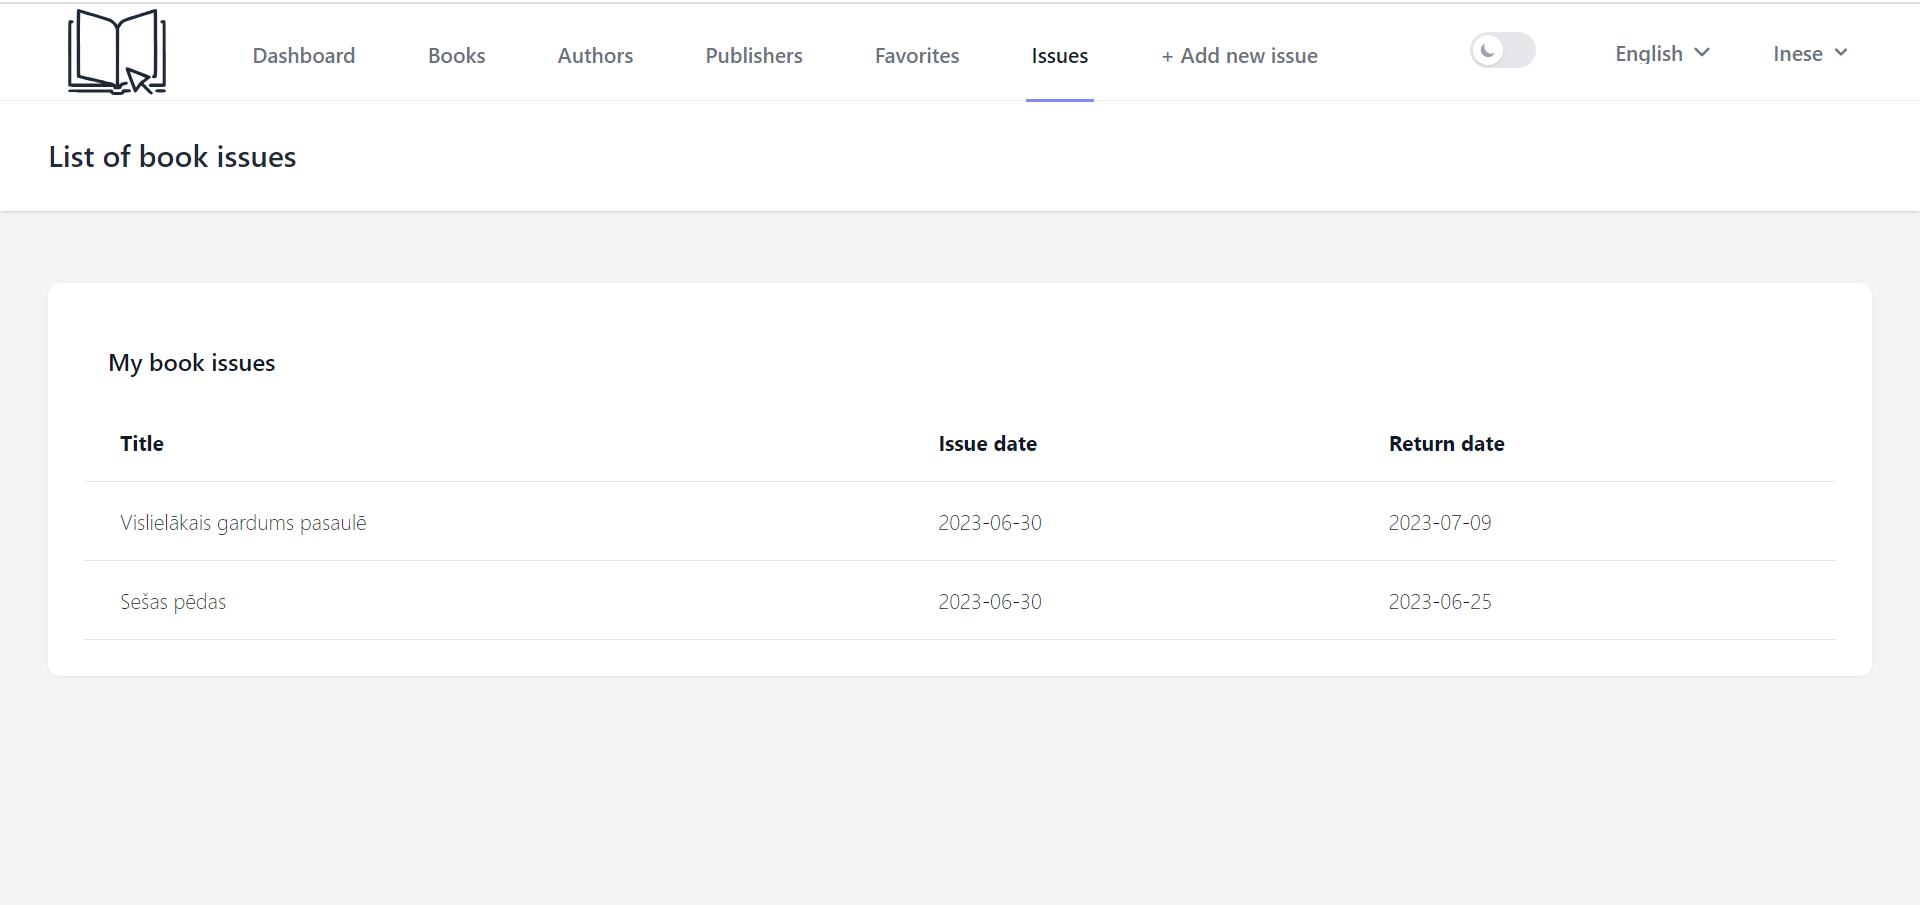 Dashboard Books Authors Publishers Favorites Issues + Add new issue English Inese
List of book issues
My book issues
Title Issue date Return date
Vislielākais gardums pasaulē 2023-06-30 2023-07-09
Sešas pēdas 2023-06-30 2023-06-25